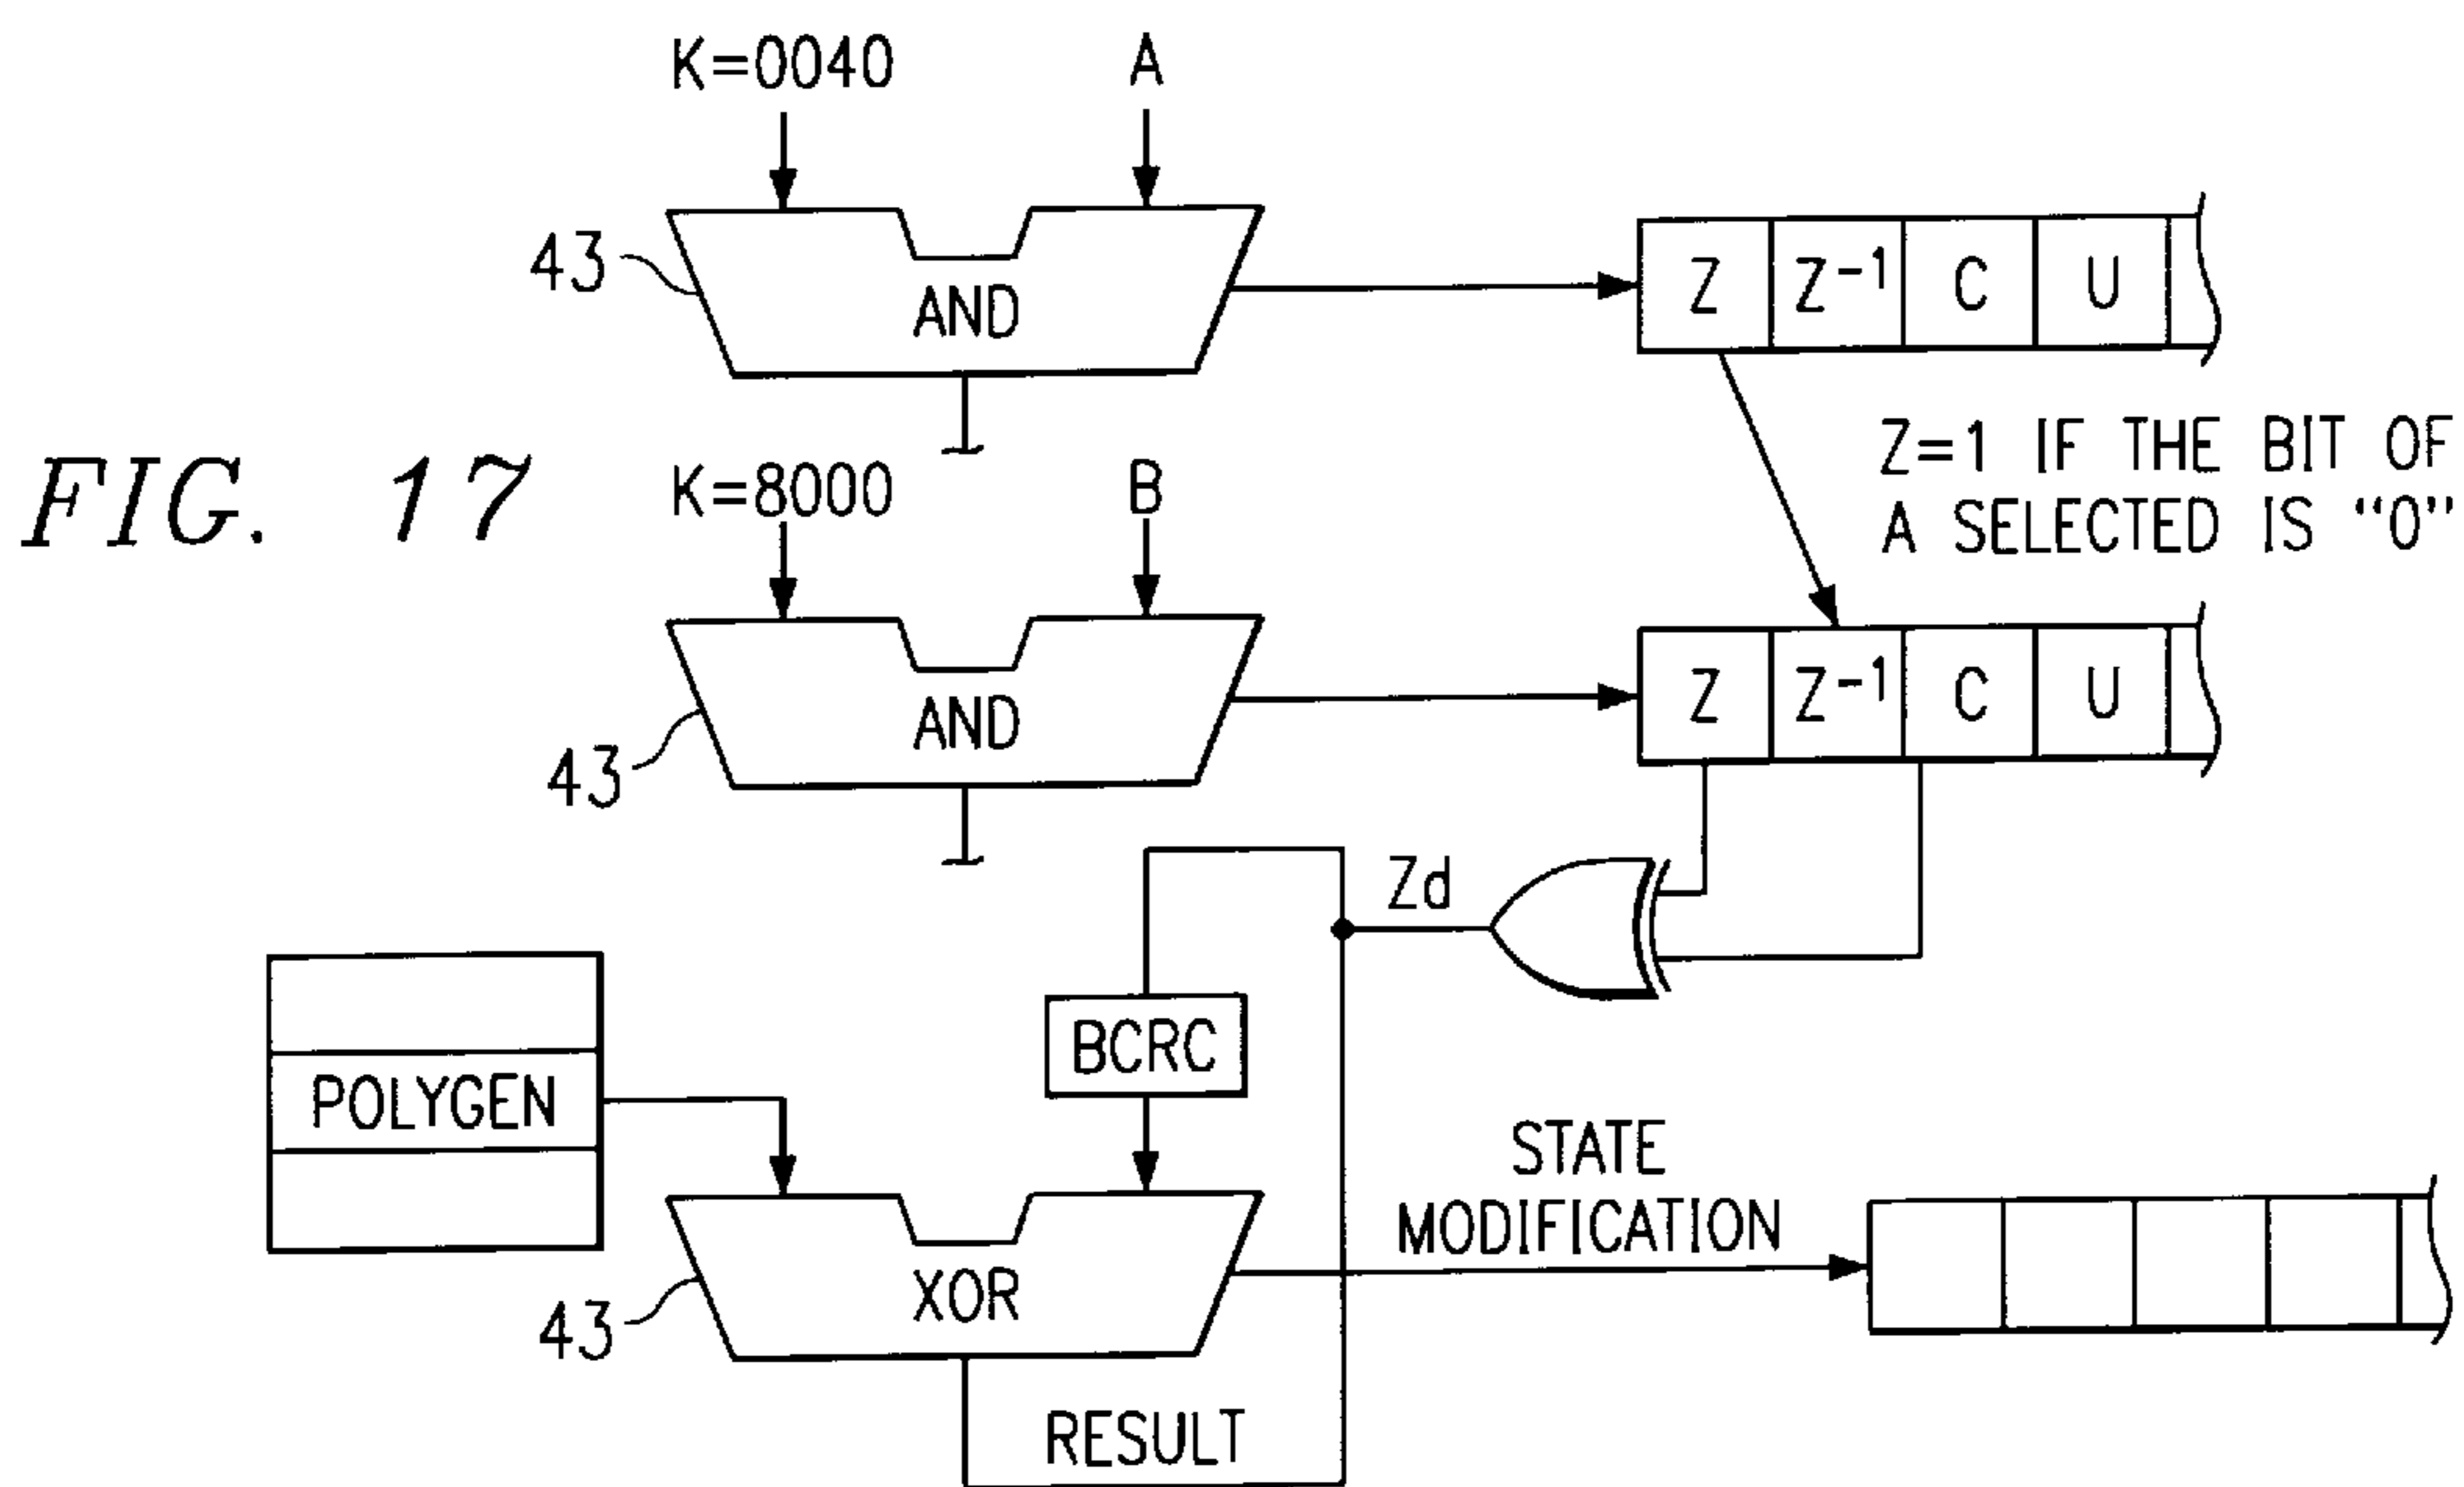 K=0040 A
43
AND
Z Z-1 C U
FIG. 17
K=8000 B
Z=1 IF THE BIT OF
A SELECTED IS “0”
43
AND
Z Z-1 C U
Zd
BCRC
POLYGEN
STATE
MODIFICATION
43
XOR
RESULT